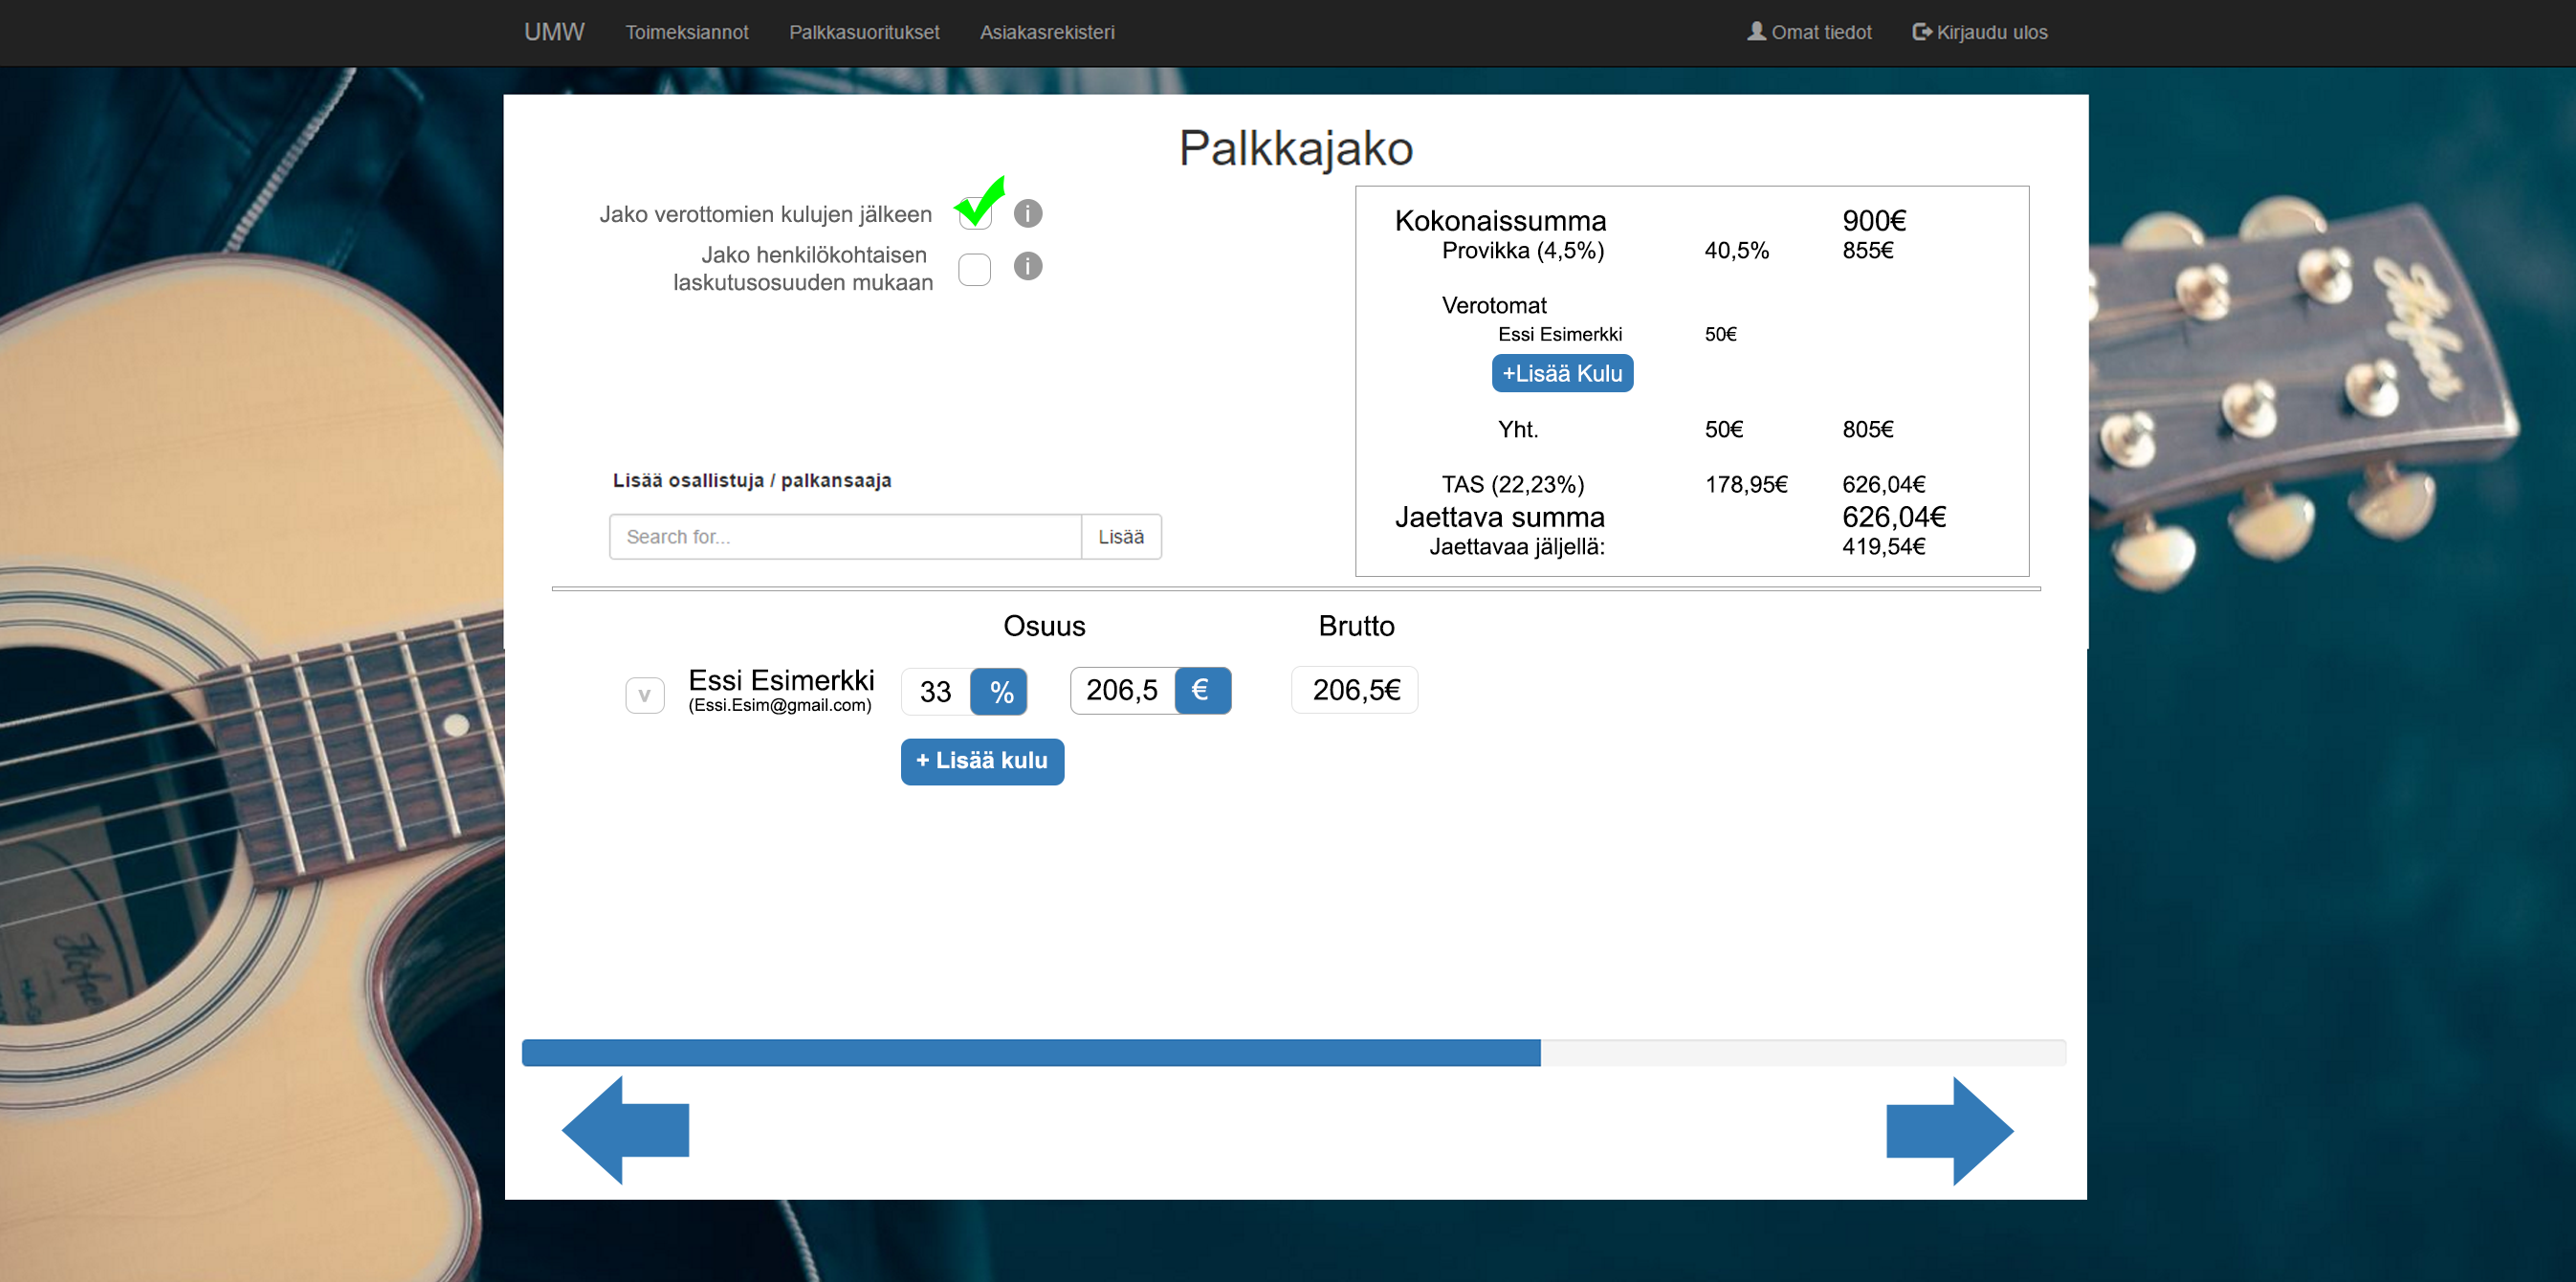 UMW Toimeksiannot Palkkasuoritukset Asiakasrekisteri Omat tiedot Kirjaudu ulos
Palkkajako
Jako verottomien kulujen jälkeen i
Jako henkilökohtaisen
laskutusosuuden mukaan i
Kokonaissumma 900€
Provikka (4,5%) 40,5% 855€
Verotomat
Essi Esimerkki 50€
+Lisää Kulu
Yht. 50€ 805€
TAS (22,23%) 178,95€ 626,04€
Jaettava summa 626,04€
Jaettavaa jäljellä: 419,54€
Lisää osallistuja / palkansaaja
Search for... Lisää
Osuus Brutto
v Essi Esimerkki 33 % 206,5 € 206,5€
(Essi.Esim@gmail.com)
+ Lisää kulu
Höfner
Höfner